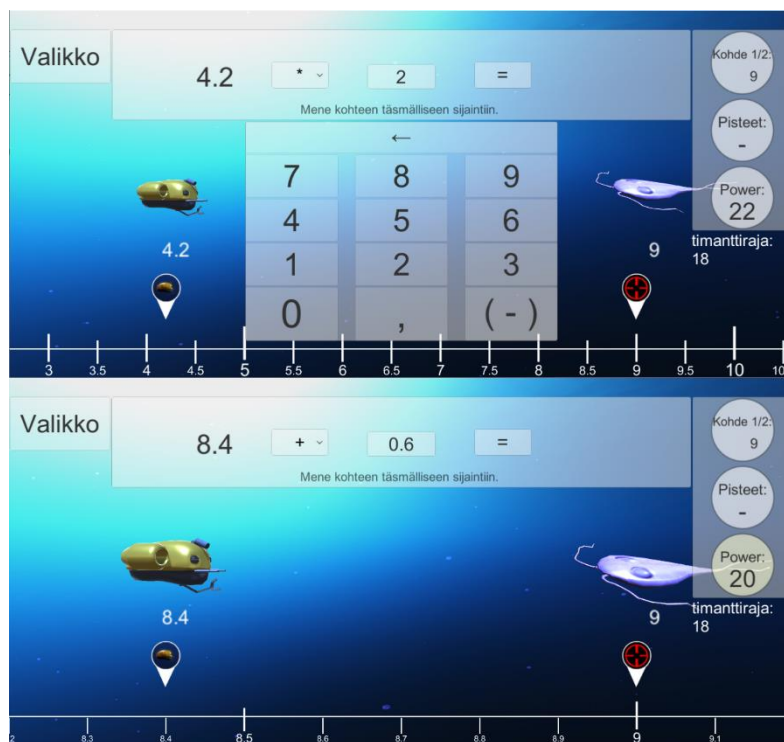 Valikko
4.2 * 2 =
Mene kohteen täsmälliseen sijaintiin.
Kohde 1/2:
9
Pisteet:
-
Power:
22
timanttiraja:
18
←
7 8 9
4 5 6
1 2 3
0 , (-)
4.2
9
3 3.5 4 4.5 5 5.5 6 6.5 7 7.5 8 8.5 9 9.5 10 10
Valikko
8.4 + 0.6 =
Mene kohteen täsmälliseen sijaintiin.
Kohde 1/2:
9
Pisteet:
-
Power:
20
timanttiraja:
18
8.4
9
2 8.3 8.4 8.5 8.6 8.7 8.8 8.9 9 9.1